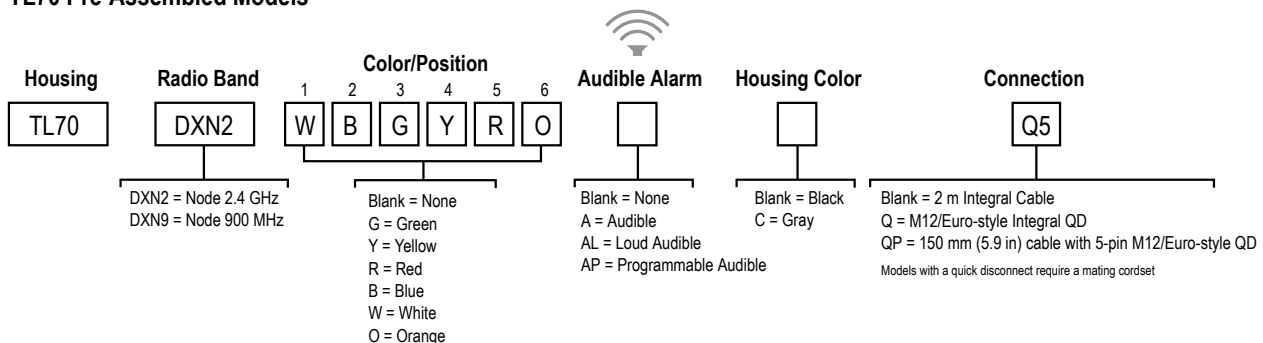 TL70 Pre-Assembled Models
Housing
Radio Band
Color/Position
Audible Alarm
Housing Color
Connection
1 2 3 4 5 6
TL70
DXN2
W B G Y R O
Q5
DXN2 = Node 2.4 GHz
DXN9 = Node 900 MHz
Blank = None
G = Green
Y = Yellow
R = Red
B = Blue
W = White
O = Orange
Blank = None
A = Audible
AL = Loud Audible
AP = Programmable Audible
Blank = Black
C = Gray
Blank = 2 m Integral Cable
Q = M12/Euro-style Integral QD
QP = 150 mm (5.9 in) cable with 5-pin M12/Euro-style QD
Models with a quick disconnect require a mating cordset